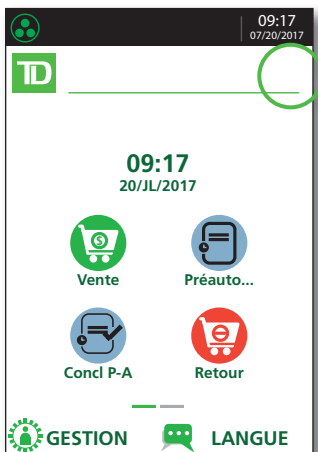 09:17
07/20/2017
TD
09:17
20/JL/2017
Vente
Préauto...
Concl P-A
Retour
GESTION
LANGUE